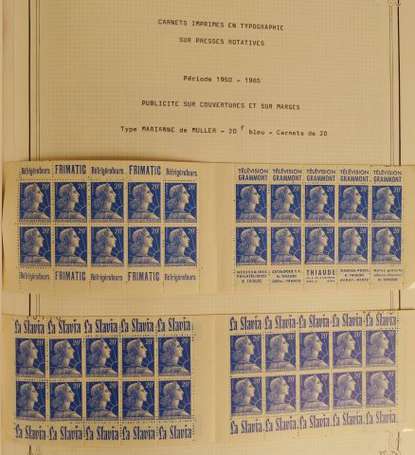 CARNETS IMPRIMES EN TYPOGRAPHIE
SUR PRESSES ROTATIVES
Période 1950 - 1965
PUBLICITE SUR COUVERTURES ET SUR MARGES
Type MARIANNE de MULLER - 20 F bleu - Carnets de 20
Réfrigérateurs FRIMATIC Réfrigérateurs FRIMATIC
Réfrigérateurs FRIMATIC Réfrigérateurs FRIMATIC Réfrigérateurs
TÉLÉVISION TÉLÉVISION TÉLÉVISION TÉLÉVISION TÉLÉVISION
GRAMMONT GRAMMONT GRAMMONT GRAMMONT GRAMMONT
THIAUDE
La Slavia La Slavia La Slavia La Slavia La Slavia
La Slavia La Slavia La Slavia La Slavia La Slavia
La Slavia La Slavia La Slavia La Slavia La Slavia
La Slavia La Slavia La Slavia La Slavia La Slavia